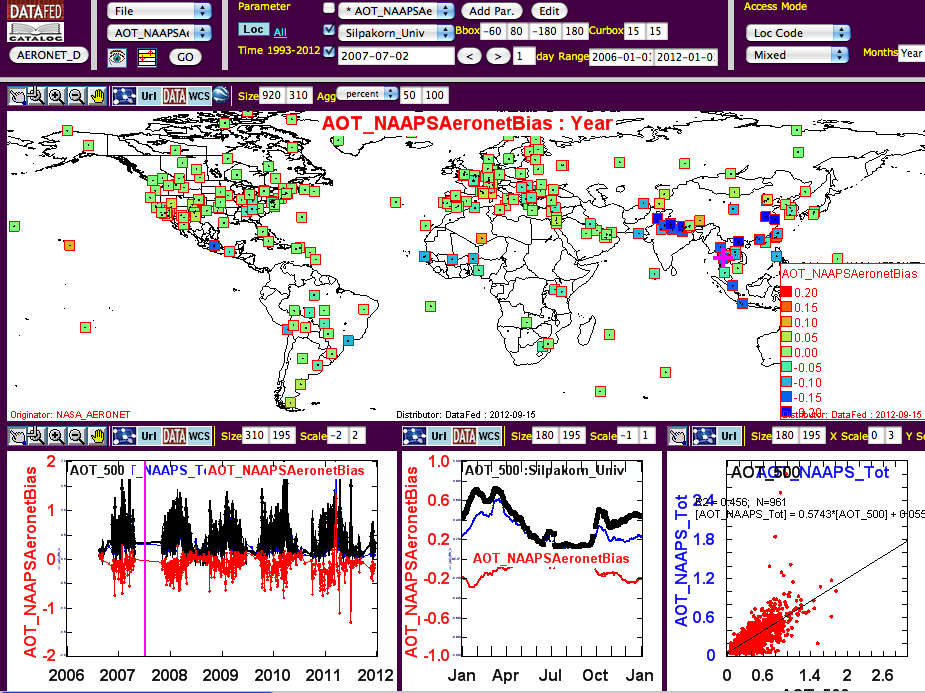 DATAFED
CATALOG
AERONET_D
File
AOT_NAAPSA
GO
Parameter
* AOT_NAAPSAe
Add Par.
Edit
Loc
All
Silpakorn_Univ
Bbox -60 80 -180 180
Curbox 15 15
Time 1993-2012
2007-07-02
<
>
1
day Range 2006-01-01
2012-01-0
Access Mode
Loc Code
Mixed
Months Year
Url
DATA
WCS
Size 920 310
Agg percent 50 100
AOT_NAAPSAeronetBias : Year
AOT_NAAPSAeronetBias
0.20
0.15
0.10
0.05
0.00
-0.05
-0.10
-0.15
-0.20
Originator: NASA_AERONET
Distributor: DataFed : 2012-09-15
Distributor: DataFed : 2012-09-15
Url
DATA
WCS
Size 310 195
Scale -2 2
Url
DATA
WCS
Size 180 195
Scale -1 1
Url
Size 180 195
X Scale 0 3
Y S
AOT_NAAPSAeronetBias
2
1
0
-1
-2
AOT_500
AOT_NAAPSAeronetBias
2006 2007 2008 2009 2010 2011 2012
AOT_NAAPSAeronetBias
1.0
0.6
0.2
-0.2
-0.6
-1.0
AOT_500 :Silpakorn_Univ
AOT_NAAPSAeronetBias
Jan Apr Jul Oct Jan
AOT_NAAPS_Tot
2.4
1.8
1.2
0.6
0
AOT_500
AOT_NAAPS_Tot
R2 = 0.456; N=961
[AOT_NAAPS_Tot] = 0.5743*[AOT_500] + 0.055
0 0.6 1.4 2 2.6